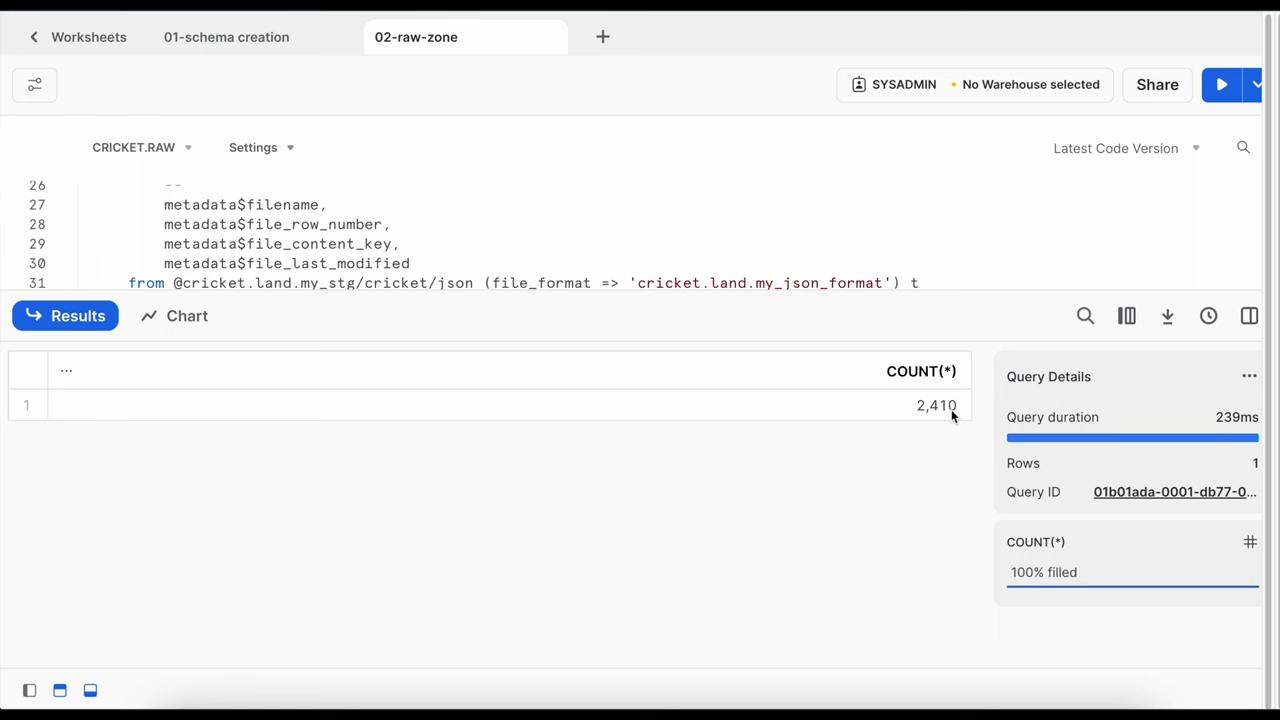 Worksheets 01-schema creation 02-raw-zone +
SYSADMIN • No Warehouse selected Share
CRICKET.RAW Settings Latest Code Version
26 --
27 metadata$filename,
28 metadata$file_row_number,
29 metadata$file_content_key,
30 metadata$file_last_modified
31 from @cricket.land.my_stg/cricket/json (file_format => 'cricket.land.my_json_format') t
Results Chart
... COUNT(*)
1 2,410
Query Details ...
Query duration 239ms
Rows 1
Query ID 01b01ada-0001-db77-0...
COUNT(*) #
100% filled